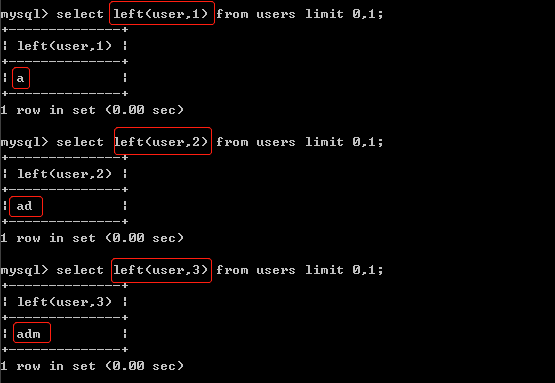 mysql> select left(user,1) from users limit 0,1;
+--------------+
| left(user,1) |
+--------------+
| a            |
+--------------+
1 row in set (0.00 sec)
mysql> select left(user,2) from users limit 0,1;
+--------------+
| left(user,2) |
+--------------+
| ad           |
+--------------+
1 row in set (0.00 sec)
mysql> select left(user,3) from users limit 0,1;
+--------------+
| left(user,3) |
+--------------+
| adm          |
+--------------+
1 row in set (0.00 sec)